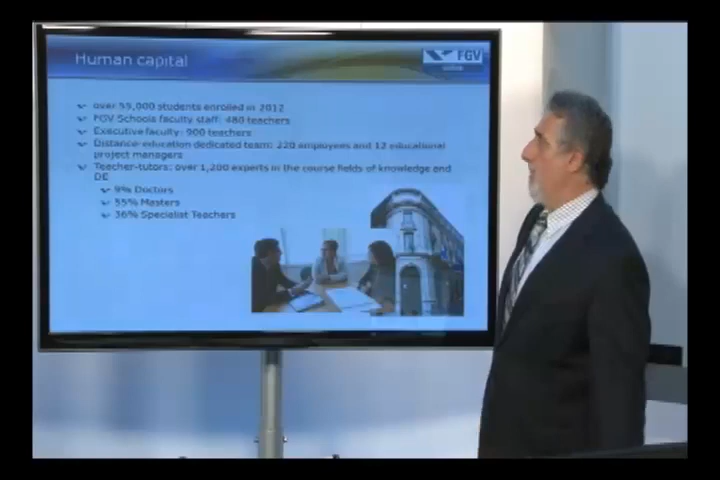 Human capital
FGV
online
over 55,000 students enrolled in 2012
FGV Schools faculty staff: 480 teachers
Executive faculty: 900 teachers
Distance-education dedicated team: 220 employees and 12 educational
project managers
Teacher-tutors: over 1,200 experts in the course fields of knowledge and
DE
9% Doctors
55% Masters
36% Specialist Teachers